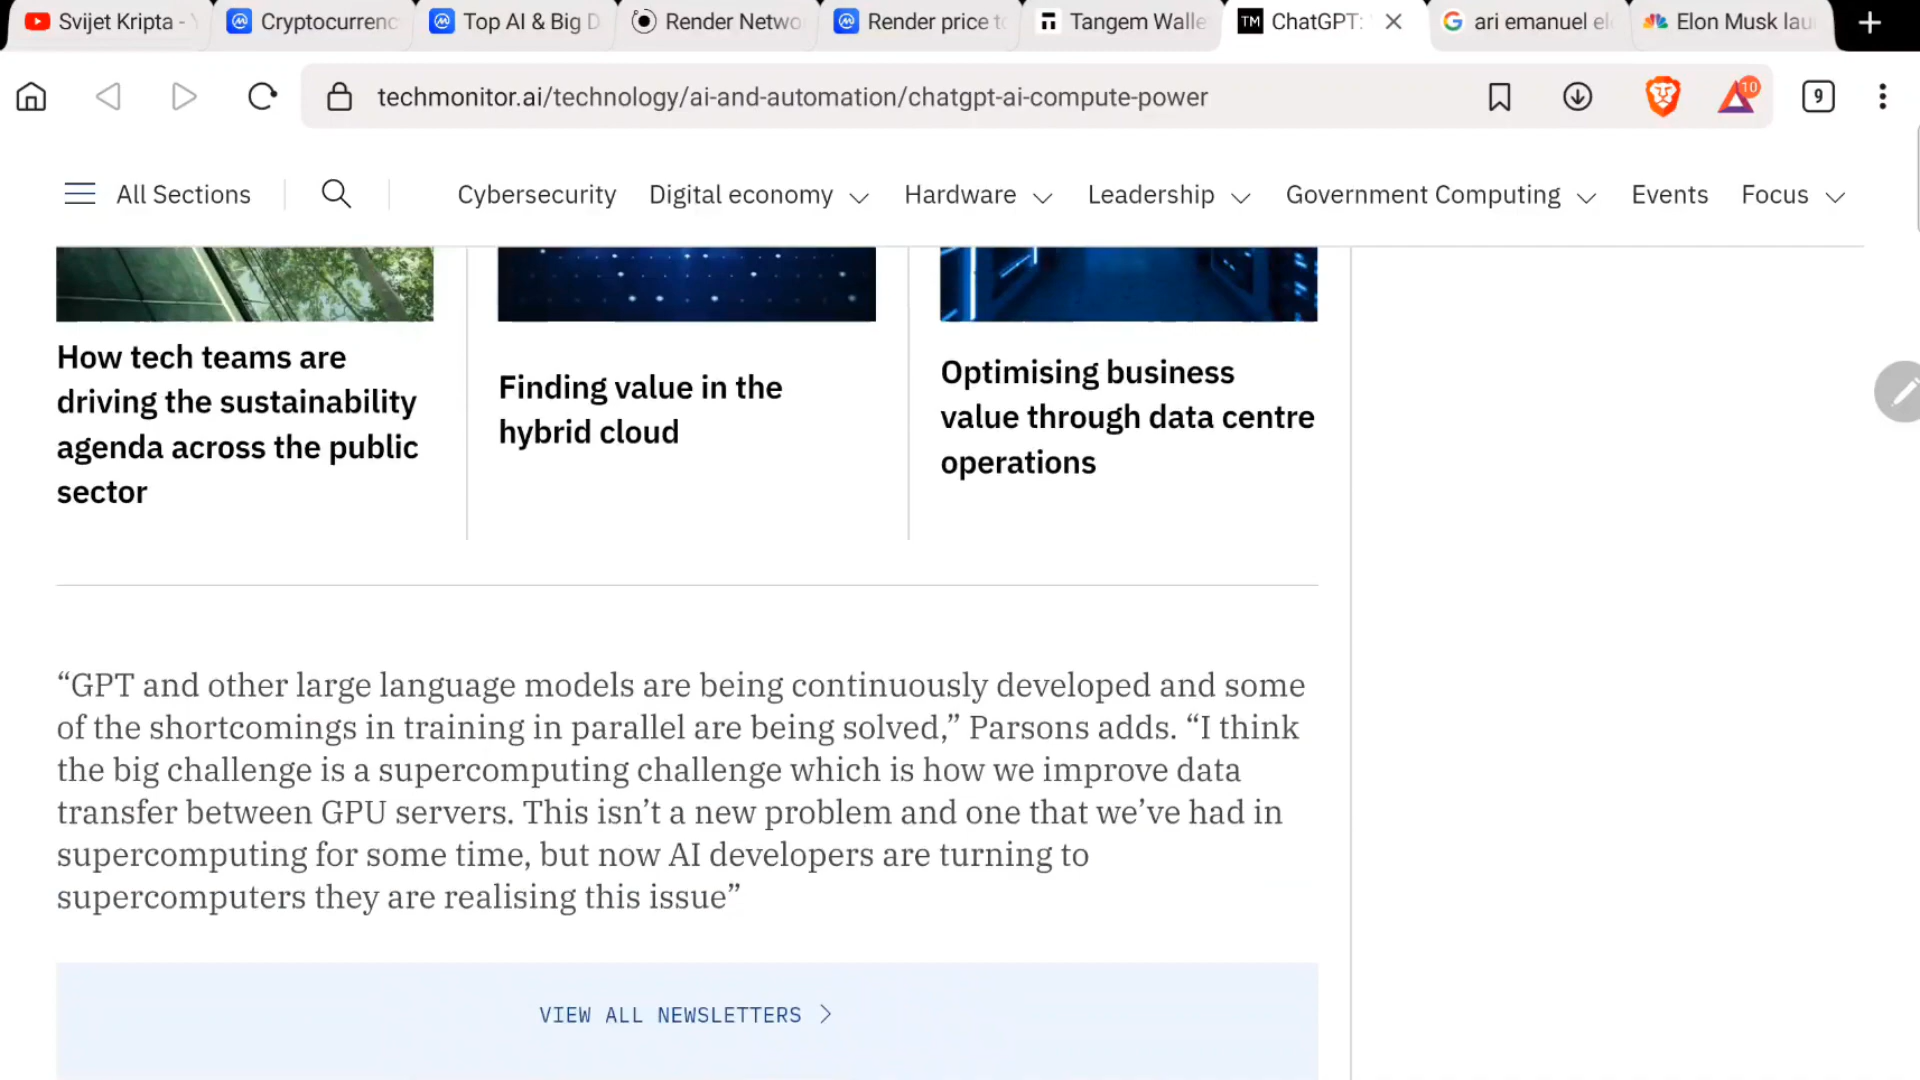 Svijet Kripta -
Cryptocurrenc
Top AI & Big D
Render Netwo
Render price to
Tangem Walle
TM
ChatGPT:
ari emanuel el
Elon Musk lau
techmonitor.ai/technology/ai-and-automation/chatgpt-ai-compute-power
10
9
All Sections
Cybersecurity
Digital economy
Hardware
Leadership
Government Computing
Events
Focus
How tech teams are
driving the sustainability
agenda across the public
sector
Finding value in the
hybrid cloud
Optimising business
value through data centre
operations
“GPT and other large language models are being continuously developed and some
of the shortcomings in training in parallel are being solved,” Parsons adds. “I think
the big challenge is a supercomputing challenge which is how we improve data
transfer between GPU servers. This isn’t a new problem and one that we’ve had in
supercomputing for some time, but now AI developers are turning to
supercomputers they are realising this issue”
VIEW ALL NEWSLETTERS